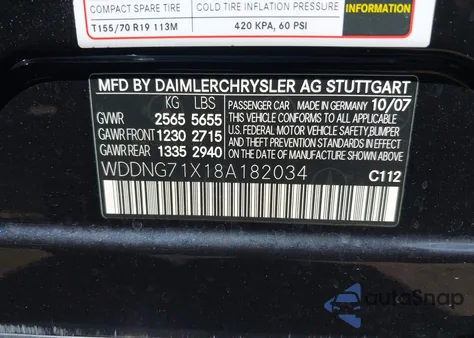 COMPACT SPARE TIRE COLD TIRE INFLATION PRESSURE
T155/70 R19 113M 420 KPA, 60 PSI INFORMATION
MFD BY DAIMLERCHRYSLER AG STUTTGART
KG LBS PASSENGER CAR MADE IN GERMANY 10/07
GVWR 2565 5655 THIS VEHICLE CONFORMS TO ALL APPLICABLE
GAWR FRONT 1230 2715 U.S. FEDERAL MOTOR VEHICLE SAFETY, BUMPER
GAWR REAR 1335 2940 AND THEFT PREVENTION STANDARDS IN EFFECT
ON THE DATE OF MANUFACTURE SHOWN ABOVE.
WDDNG71X18A182034 C112
autoSnap